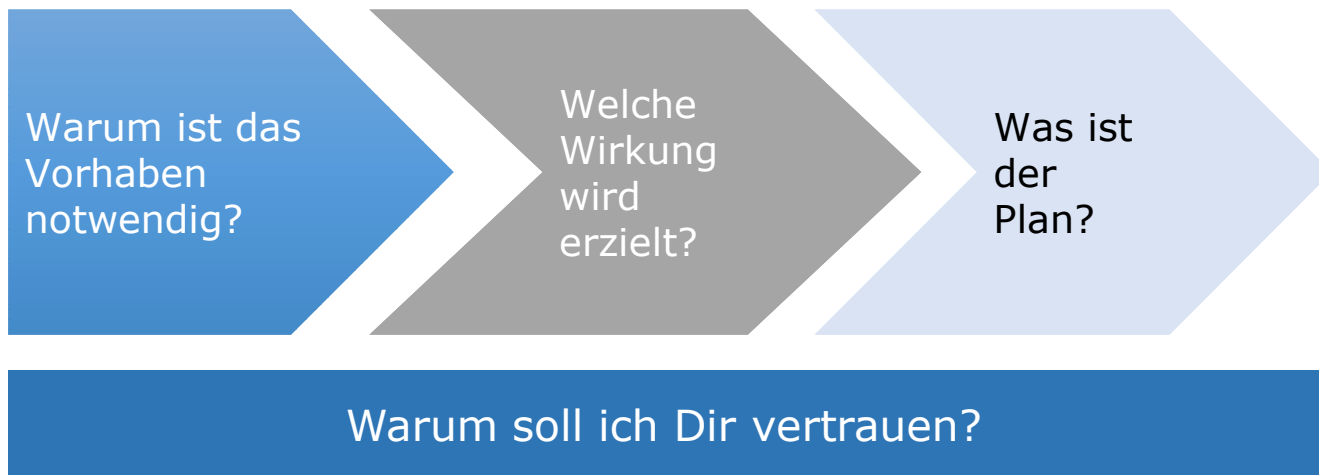 Warum ist das
Vorhaben
notwendig?
Welche
Wirkung
wird
erzielt?
Was ist
der
Plan?
Warum soll ich Dir vertrauen?